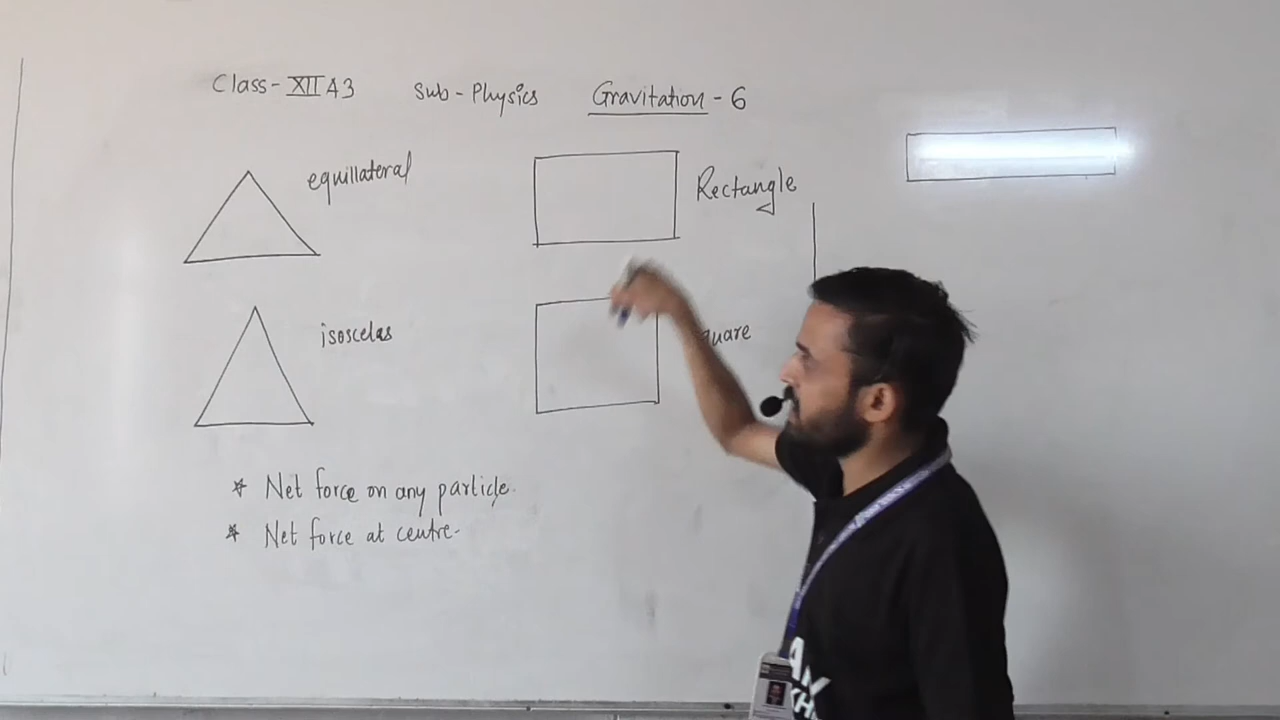 Class- XII A3 Sub - Physics Gravitation - 6
equillateral
Rectangle
isoscelas
quare
* Net force on any particle.
* Net force at centre.